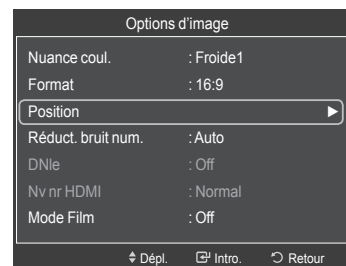 Options d'image
Nuance coul. : Froide1
Format : 16:9
Position ►
Réduct. bruit num. : Auto
DNIe : Off
Nv nr HDMI : Normal
Mode Film : Off
Dépl. Intro. Retour